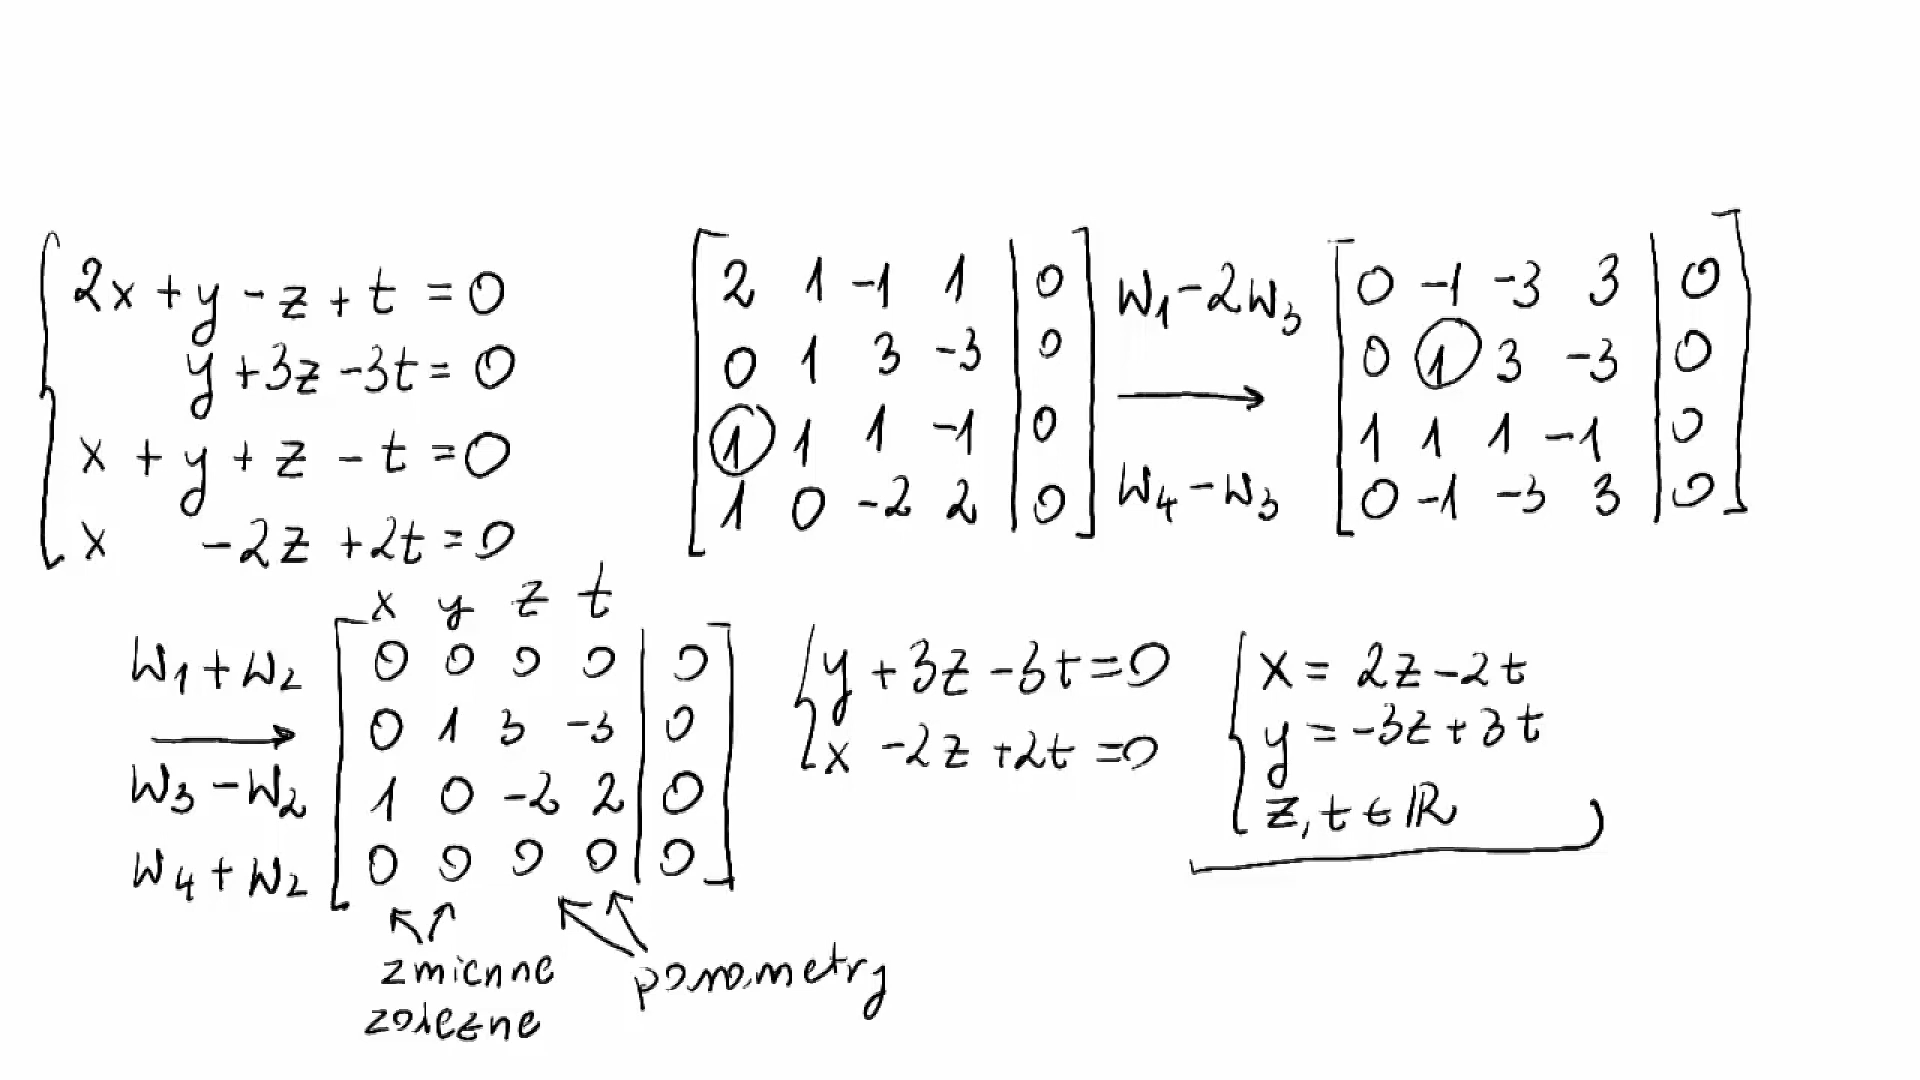 2x + y - z + t = 0
y + 3z - 3t = 0
x + y + z - t = 0
x - 2z + 2t = 0
2 1 -1 1 | 0
0 1 3 -3 | 0
1 1 1 -1 | 0
1 0 -2 2 | 0
W1 - 2W3
→
W4 - W3
0 -1 -3 3 | 0
0 1 3 -3 | 0
1 1 1 -1 | 0
0 -1 -3 3 | 0
W1 + W2
→
W3 - W2
W4 + W2
x y z t
0 0 0 0 | 0
0 1 3 -3 | 0
1 0 -2 2 | 0
0 0 0 0 | 0
zmienne
zależne
parametry
y + 3z - 3t = 0
x - 2z + 2t = 0
x = 2z - 2t
y = -3z + 3t
z, t ∈ ℝ